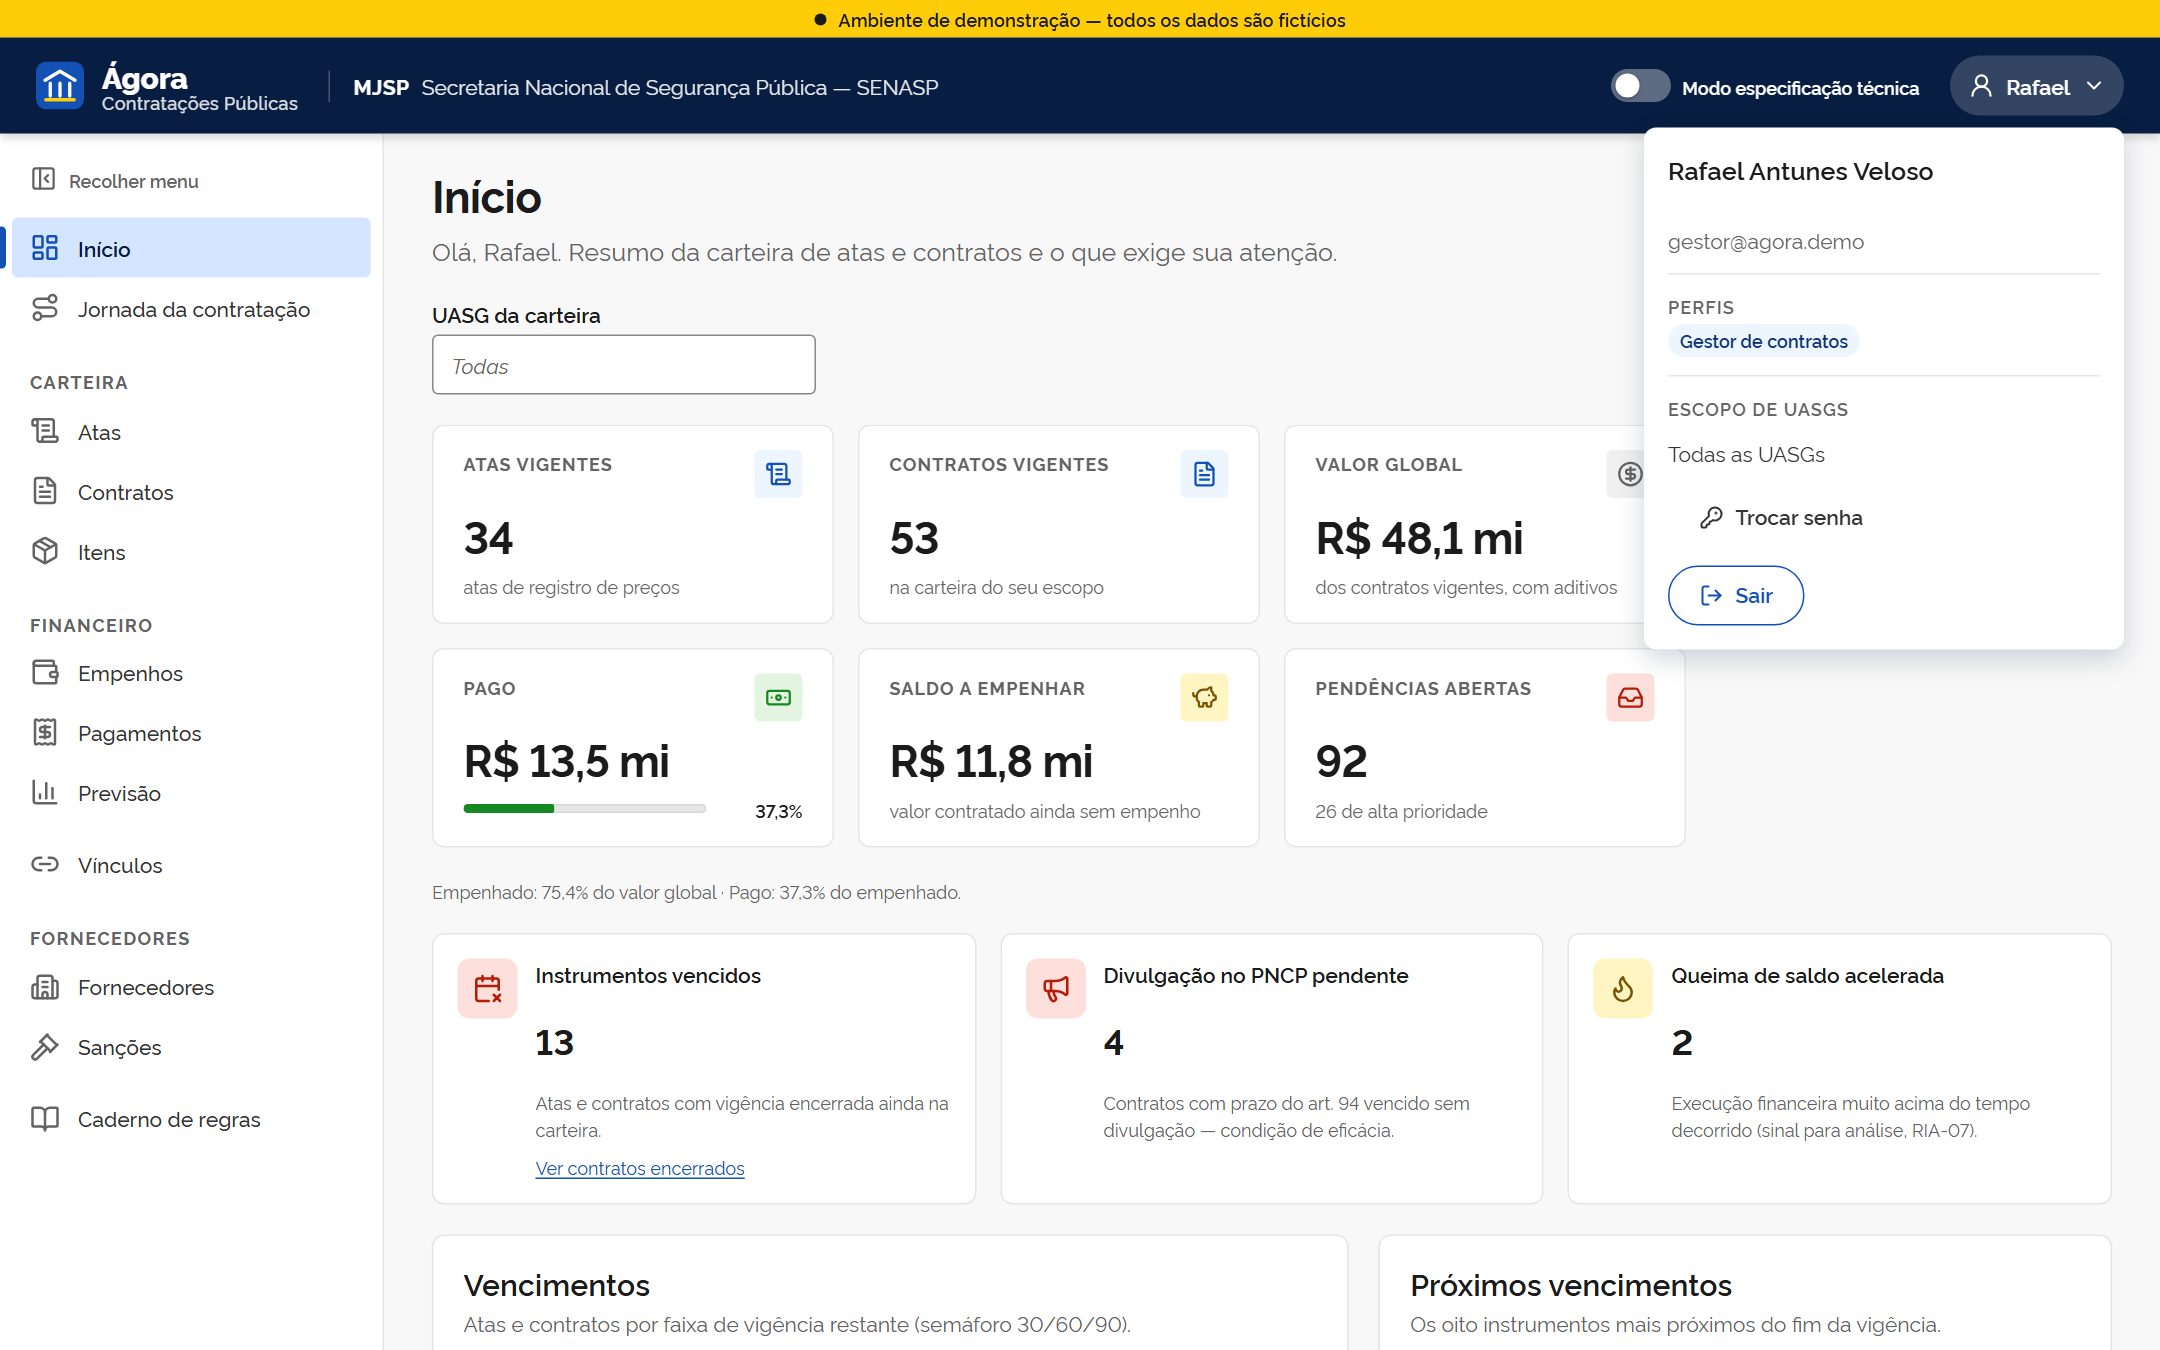 Ambiente de demonstração — todos os dados são fictícios
Ágora
Contratações Públicas
MJSP Secretaria Nacional de Segurança Pública — SENASP
Modo especificação técnica
Rafael
Recolher menu
Início
Jornada da contratação
CARTEIRA
Atas
Contratos
Itens
FINANCEIRO
Empenhos
Pagamentos
Previsão
Vínculos
FORNECEDORES
Fornecedores
Sanções
Caderno de regras
Rafael Antunes Veloso
gestor@agora.demo
PERFIS
Gestor de contratos
ESCOPO DE UASGS
Todas as UASGs
Trocar senha
Sair
Início
Olá, Rafael. Resumo da carteira de atas e contratos e o que exige sua atenção.
UASG da carteira
Todas
ATAS VIGENTES
34
atas de registro de preços
CONTRATOS VIGENTES
53
na carteira do seu escopo
VALOR GLOBAL
R$ 48,1 mi
dos contratos vigentes, com aditivos
PAGO
R$ 13,5 mi
37,3%
SALDO A EMPENHAR
R$ 11,8 mi
valor contratado ainda sem empenho
PENDÊNCIAS ABERTAS
92
26 de alta prioridade
Empenhado: 75,4% do valor global · Pago: 37,3% do empenhado.
Instrumentos vencidos
13
Atas e contratos com vigência encerrada ainda na
carteira.
Ver contratos encerrados
Divulgação no PNCP pendente
4
Contratos com prazo do art. 94 vencido sem
divulgação — condição de eficácia.
Queima de saldo acelerada
2
Execução financeira muito acima do tempo
decorrido (sinal para análise, RIA-07).
Vencimentos
Atas e contratos por faixa de vigência restante (semáforo 30/60/90).
Próximos vencimentos
Os oito instrumentos mais próximos do fim da vigência.